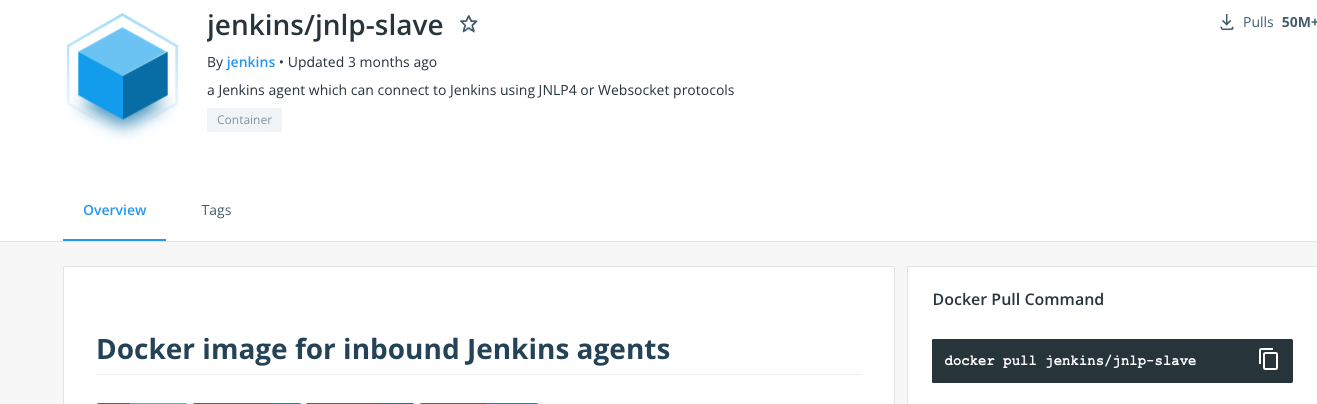 jenkins/jnlp-slave
Pulls 50M+
By jenkins • Updated 3 months ago
a Jenkins agent which can connect to Jenkins using JNLP4 or Websocket protocols
Container
Overview
Tags
Docker image for inbound Jenkins agents
Docker Pull Command
docker pull jenkins/jnlp-slave